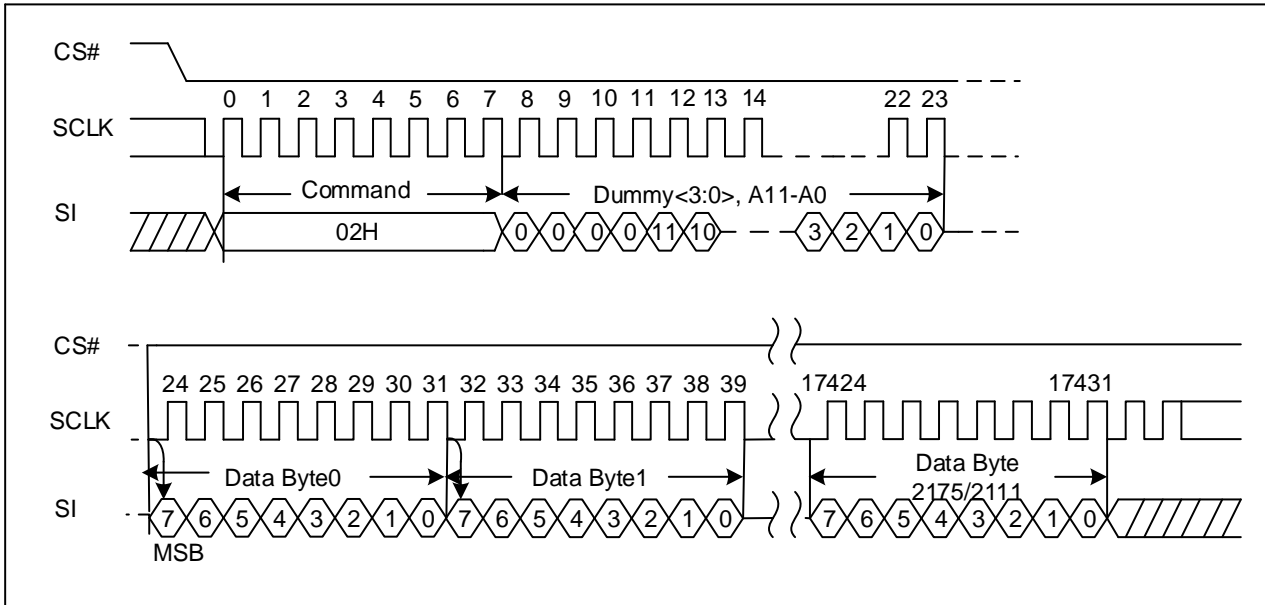 CS#
0 1 2 3 4 5 6 7 8 9 10 11 12 13 14 22 23
SCLK
Command Dummy<3:0>, A11-A0
SI
02H 0 0 0 0 11 10 3 2 1 0
CS#
24 25 26 27 28 29 30 31 32 33 34 35 36 37 38 39 17424 17431
SCLK
Data Byte0 Data Byte1 Data Byte
2175/2111
SI 7 6 5 4 3 2 1 0 7 6 5 4 3 2 1 0 7 6 5 4 3 2 1 0
MSB